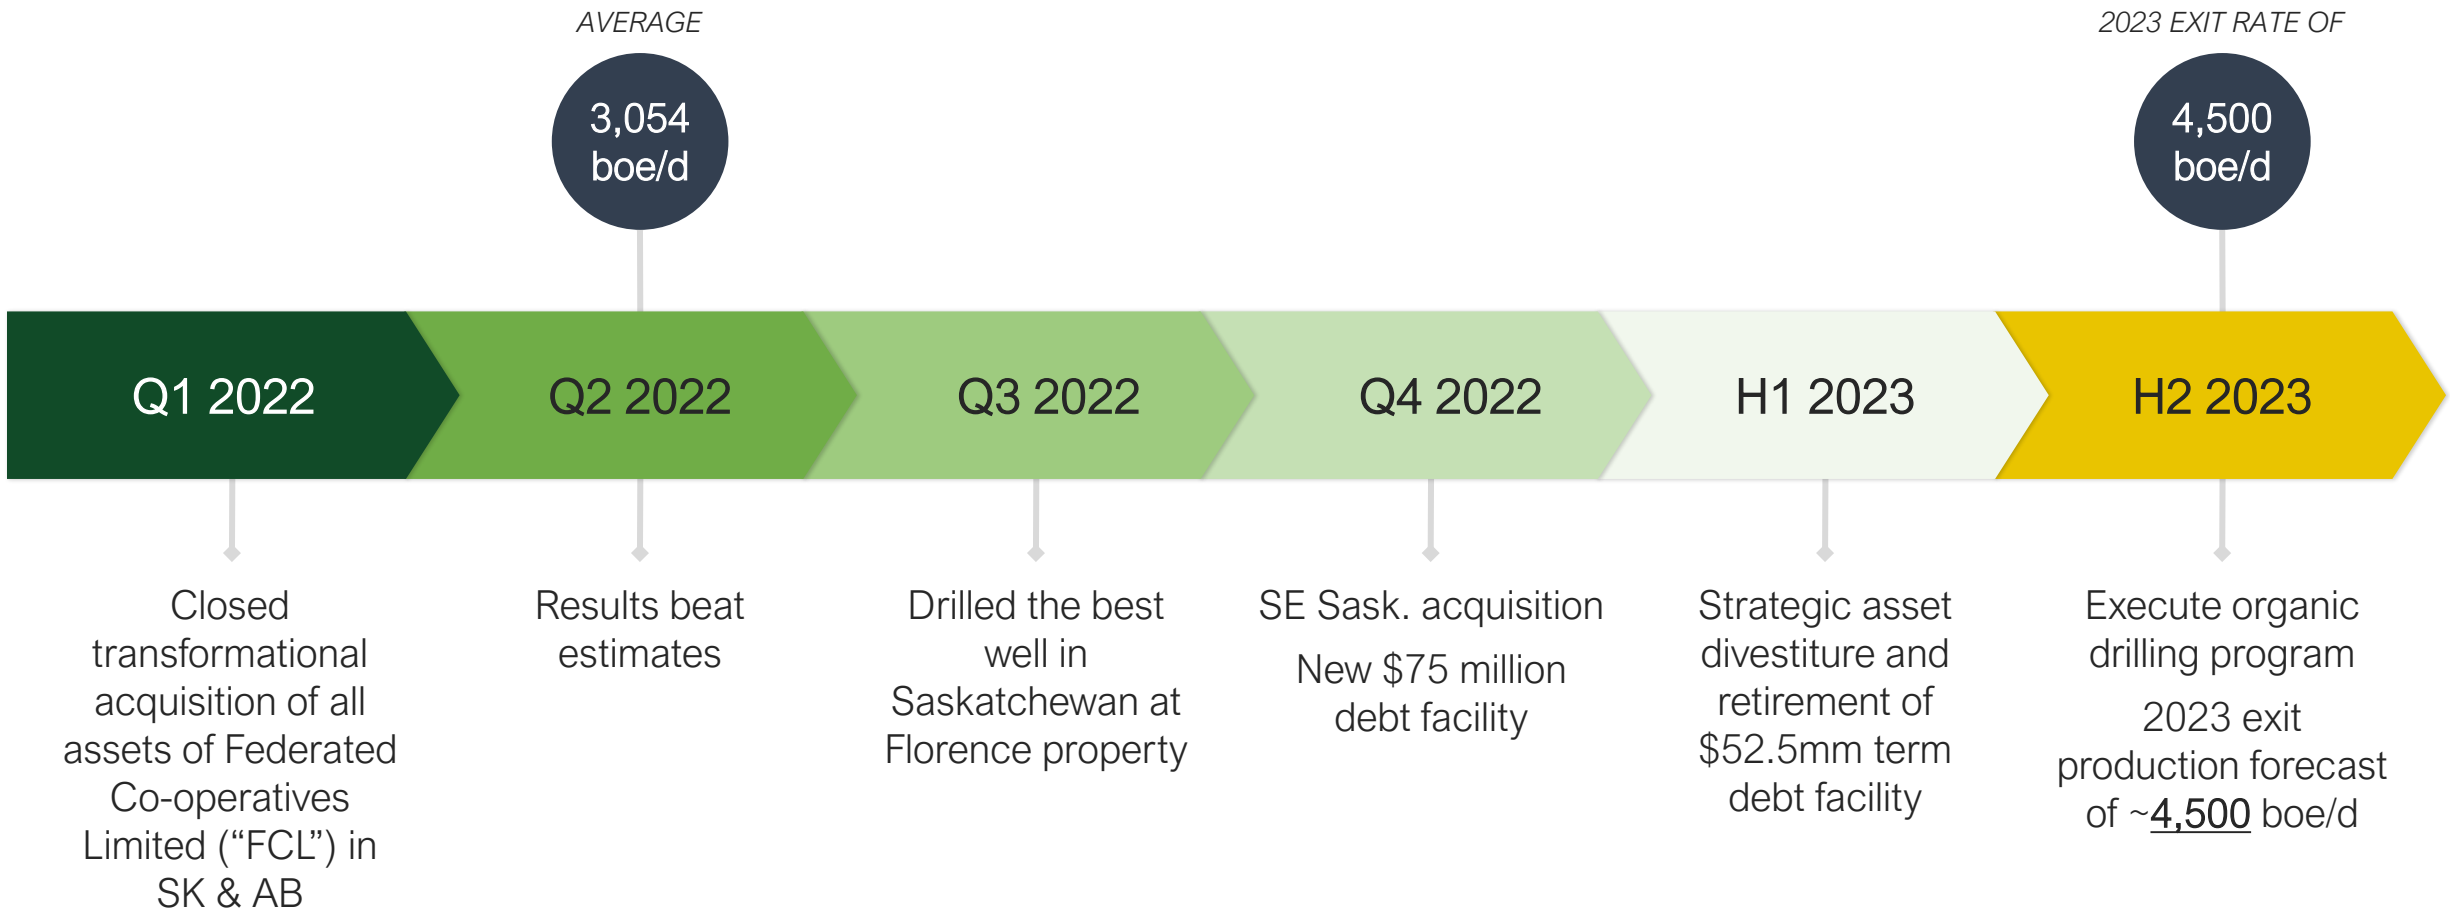 AVERAGE
3,054
boe/d
2023 EXIT RATE OF
4,500
boe/d
Q1 2022
Q2 2022
Q3 2022
Q4 2022
H1 2023
H2 2023
Closed
transformational
acquisition of all
assets of Federated
Co-operatives
Limited (“FCL”) in
SK & AB
Results beat
estimates
Drilled the best
well in
Saskatchewan at
Florence property
SE Sask. acquisition
New $75 million
debt facility
Strategic asset
divestiture and
retirement of
$52.5mm term
debt facility
Execute organic
drilling program
2023 exit
production forecast
of ~4,500 boe/d